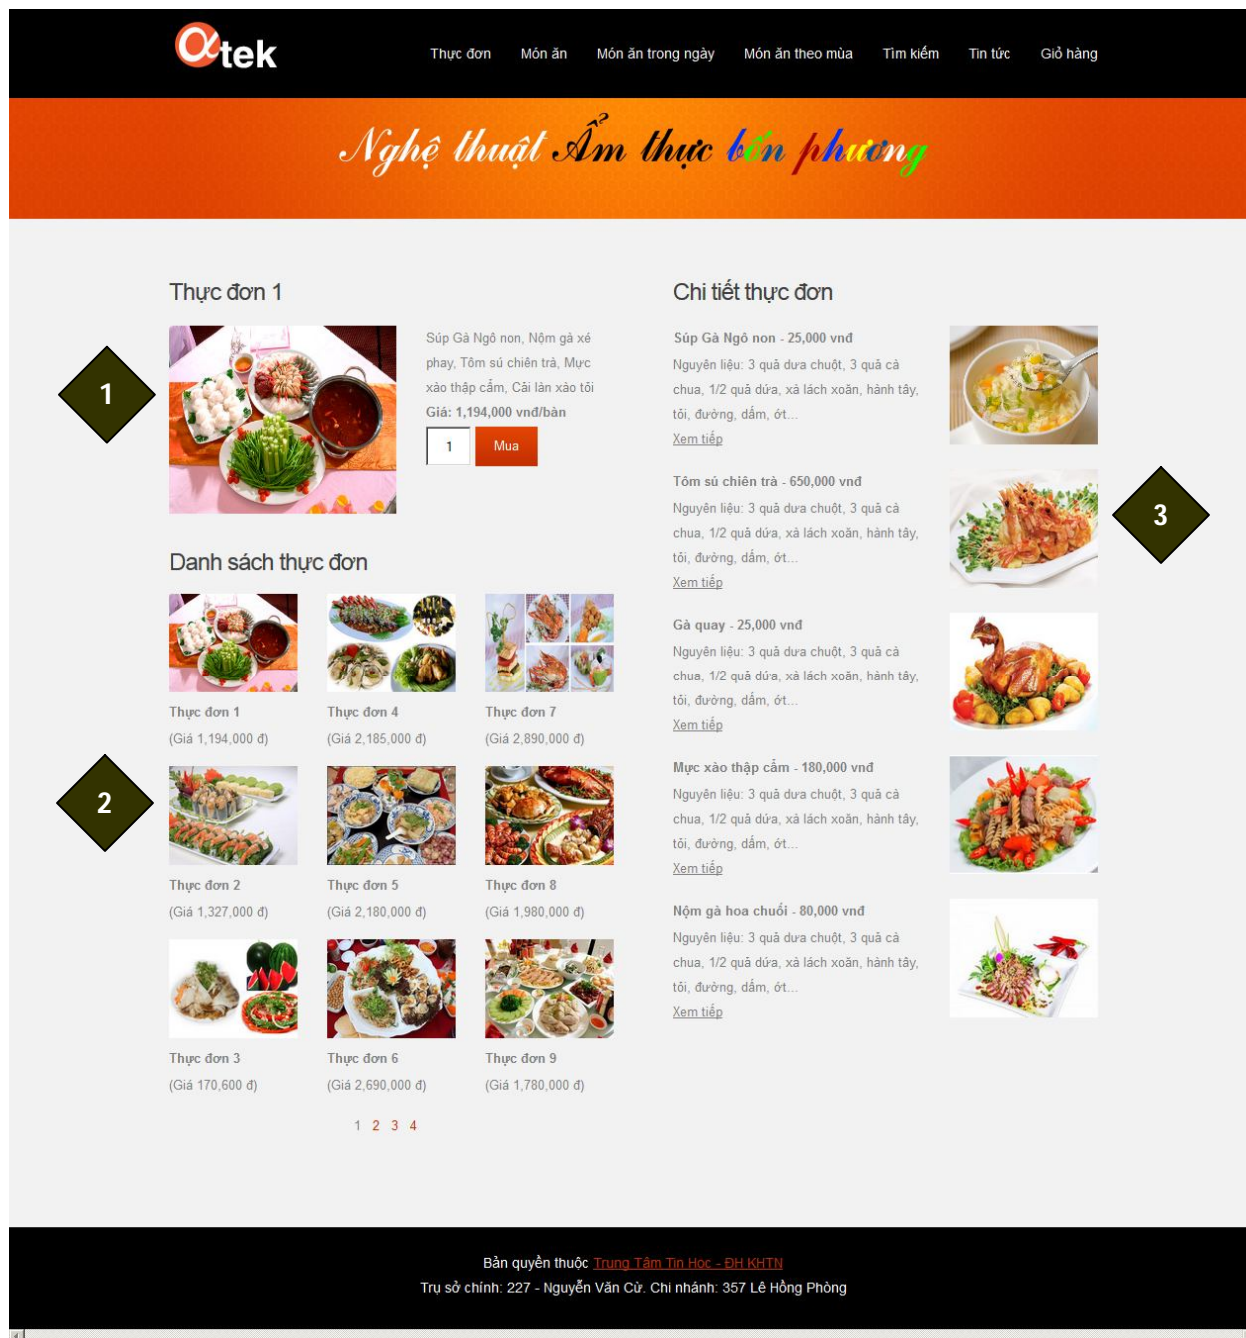 αtek
Thực đơn Món ăn Món ăn trong ngày Món ăn theo mùa Tìm kiếm Tin tức Giỏ hàng
Nghệ thuật Ẩm thực bốn phương
Thực đơn 1
1
Súp Gà Ngô non, Nộm gà xé
phay, Tôm sú chiên trà, Mực
xào thập cẩm, Cải làn xào tỏi
Giá: 1,194,000 vnđ/bàn
1 Mua
Danh sách thực đơn
Thực đơn 1 Thực đơn 4 Thực đơn 7
(Giá 1,194,000 đ) (Giá 2,185,000 đ) (Giá 2,890,000 đ)
2
Thực đơn 2 Thực đơn 5 Thực đơn 8
(Giá 1,327,000 đ) (Giá 2,180,000 đ) (Giá 1,980,000 đ)
Thực đơn 3 Thực đơn 6 Thực đơn 9
(Giá 170,600 đ) (Giá 2,690,000 đ) (Giá 1,780,000 đ)
1 2 3 4
Chi tiết thực đơn
Súp Gà Ngô non - 25,000 vnđ
Nguyên liệu: 3 quả dưa chuột, 3 quả cà
chua, 1/2 quả dứa, xà lách xoăn, hành tây,
tỏi, đường, dấm, ớt...
Xem tiếp
Tôm sú chiên trà - 650,000 vnđ
Nguyên liệu: 3 quả dưa chuột, 3 quả cà
chua, 1/2 quả dứa, xà lách xoăn, hành tây,
tỏi, đường, dấm, ớt...
Xem tiếp
3
Gà quay - 25,000 vnđ
Nguyên liệu: 3 quả dưa chuột, 3 quả cà
chua, 1/2 quả dứa, xà lách xoăn, hành tây,
tỏi, đường, dấm, ớt...
Xem tiếp
Mực xào thập cẩm - 180,000 vnđ
Nguyên liệu: 3 quả dưa chuột, 3 quả cà
chua, 1/2 quả dứa, xà lách xoăn, hành tây,
tỏi, đường, dấm, ớt...
Xem tiếp
Nộm gà hoa chuối - 80,000 vnđ
Nguyên liệu: 3 quả dưa chuột, 3 quả cà
chua, 1/2 quả dứa, xà lách xoăn, hành tây,
tỏi, đường, dấm, ớt...
Xem tiếp
Bản quyền thuộc Trung Tâm Tin Học - ĐH KHTN
Trụ sở chính: 227 - Nguyễn Văn Cừ. Chi nhánh: 357 Lê Hồng Phòng